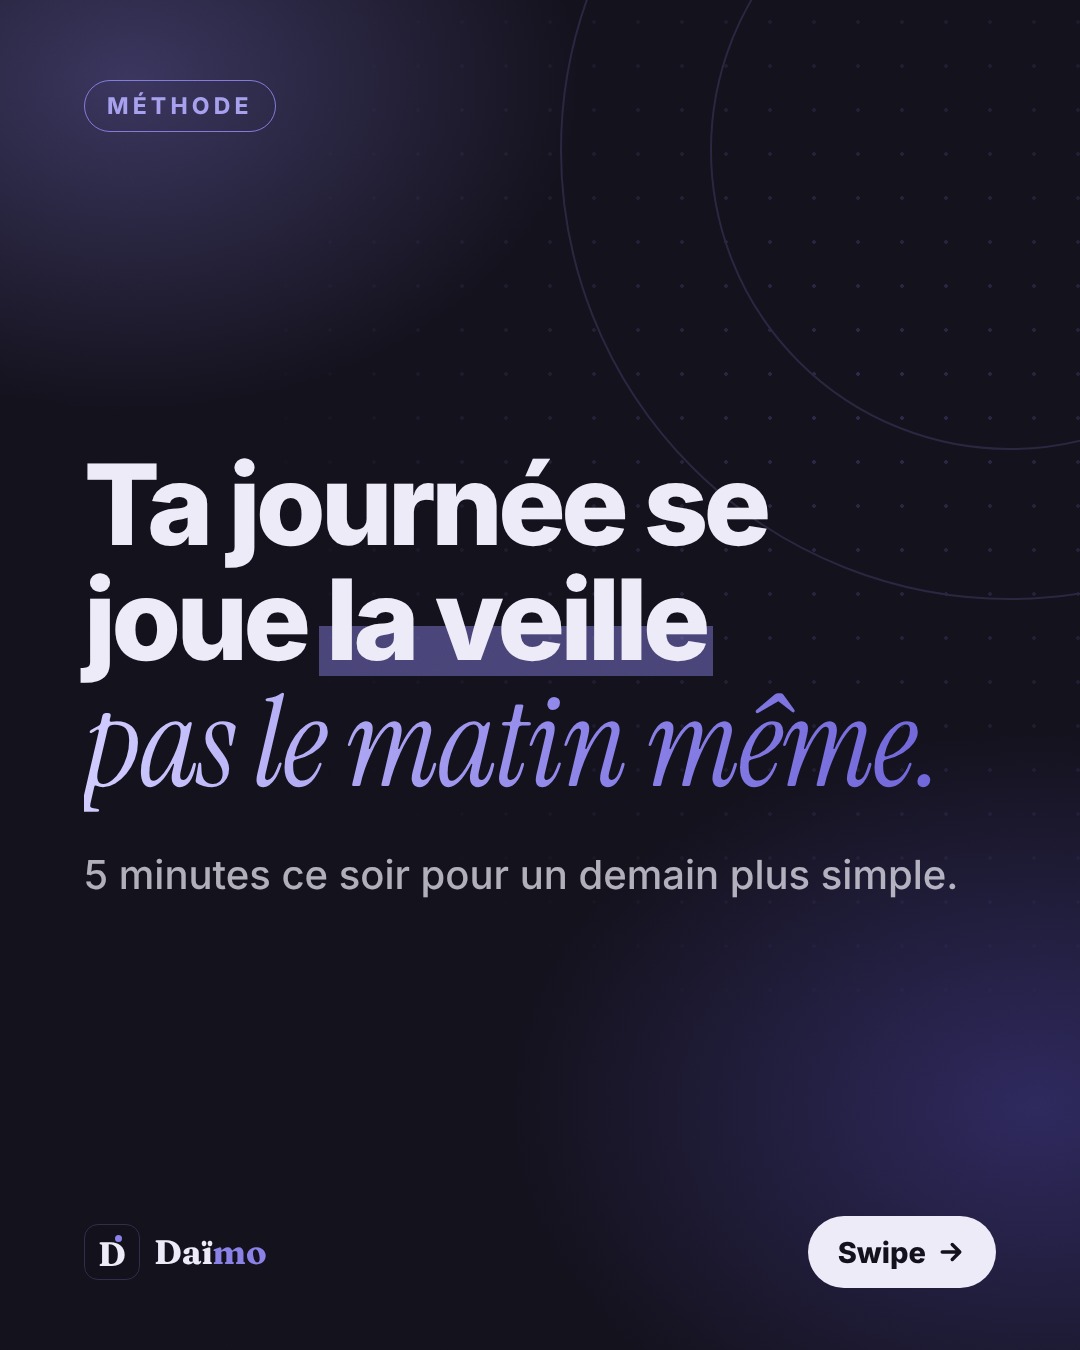 MÉTHODE
Ta journée se
joue la veille
pas le matin même.
5 minutes ce soir pour un demain plus simple.
D Daïmo
Swipe →